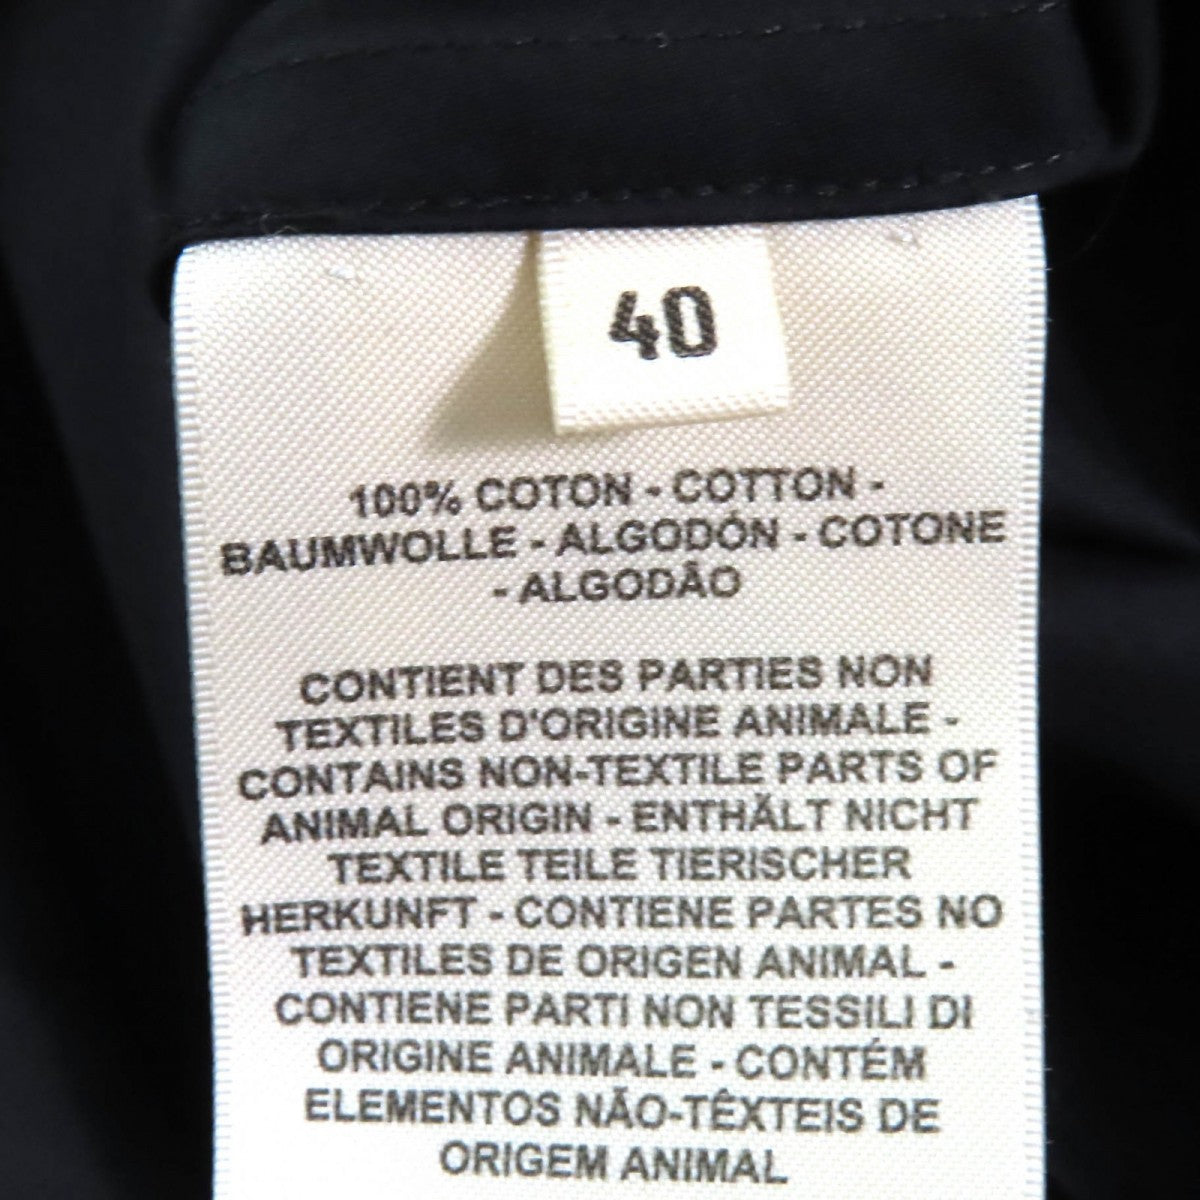 40
100% COTON - COTTON -
BAUMWOLLE - ALGODÓN - COTONE
- ALGODÃO
CONTIENT DES PARTIES NON
TEXTILES D'ORIGINE ANIMALE -
CONTAINS NON-TEXTILE PARTS OF
ANIMAL ORIGIN - ENTHÄLT NICHT
TEXTILE TEILE TIERISCHER
HERKUNFT - CONTIENE PARTES NO
TEXTILES DE ORIGEN ANIMAL -
CONTIENE PARTI NON TESSILI DI
ORIGINE ANIMALE - CONTÉM
ELEMENTOS NÃO-TÊXTEIS DE
ORIGEM ANIMAL